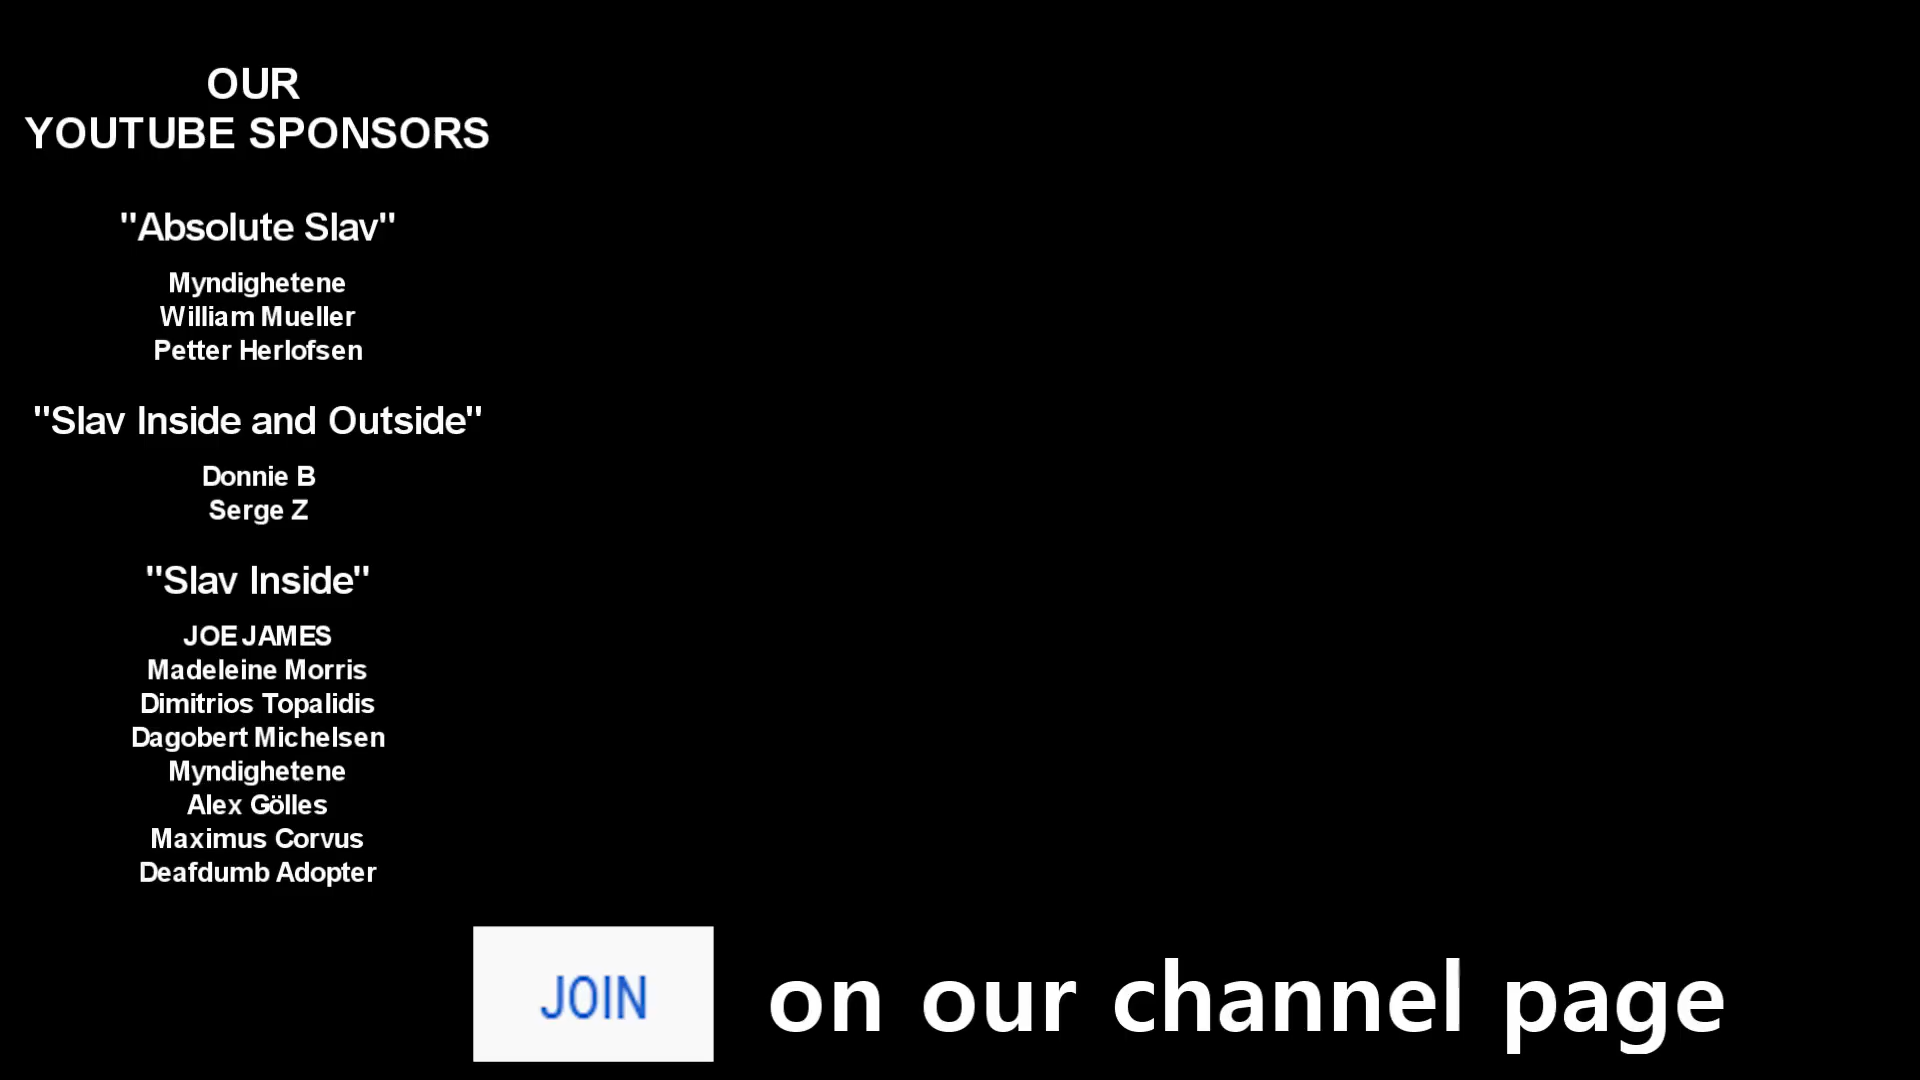 OUR
YOUTUBE SPONSORS
"Absolute Slav"
Myndighetene
William Mueller
Petter Herlofsen
"Slav Inside and Outside"
Donnie B
Serge Z
"Slav Inside"
JOE JAMES
Madeleine Morris
Dimitrios Topalidis
Dagobert Michelsen
Myndighetene
Alex Gölles
Maximus Corvus
Deafdumb Adopter
JOIN on our channel page